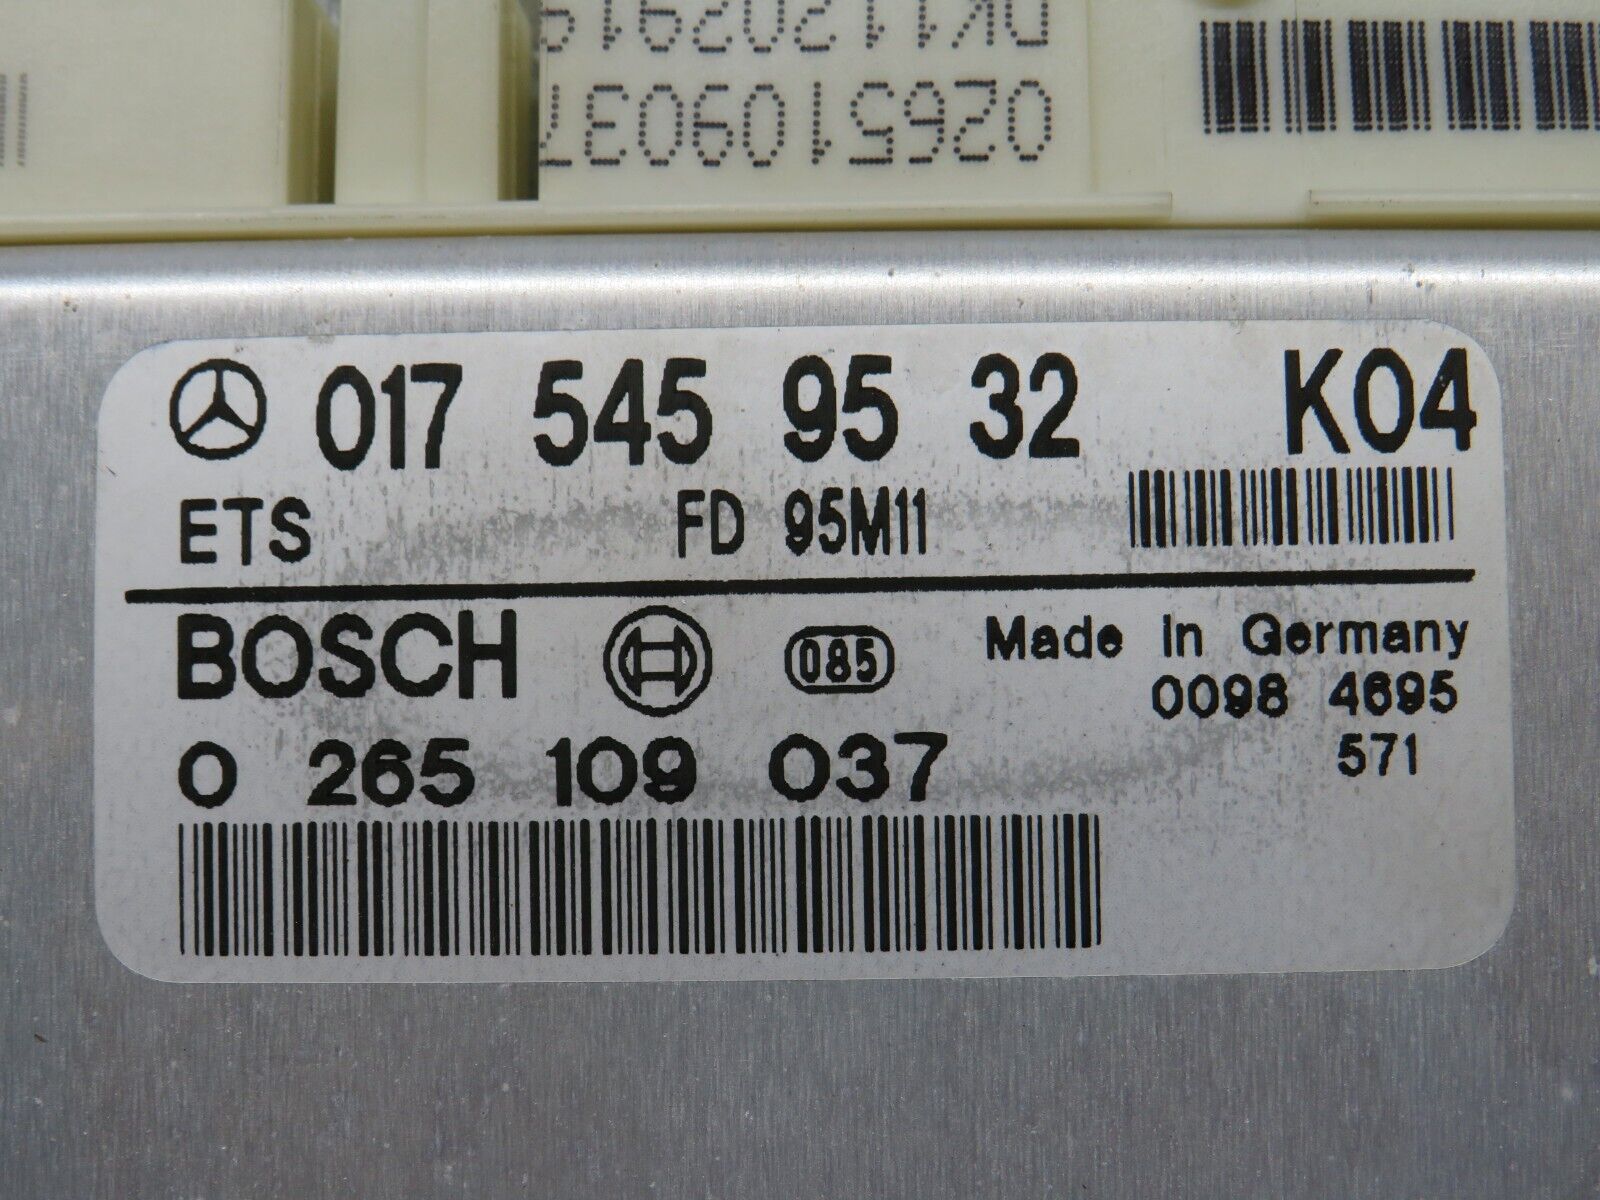 DK1120291
0265109037
017 545 95 32 K04
ETS FD 95M11
BOSCH 085 Made In Germany
0098 4695
0 265 109 037 571